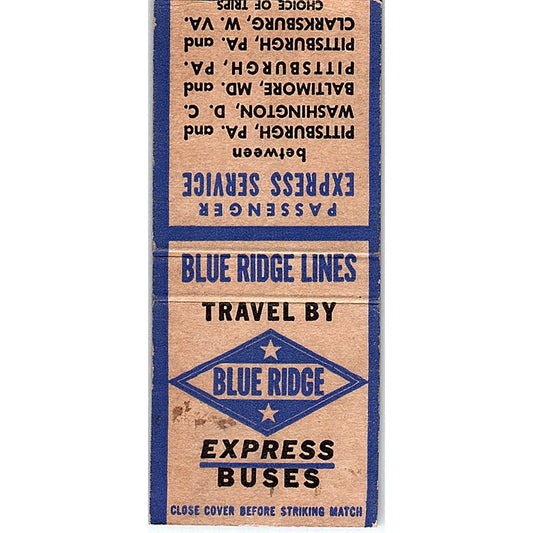 BLUE RIDGE LINES
TRAVEL BY
BLUE RIDGE
EXPRESS
BUSES
CLOSE COVER BEFORE STRIKING MATCH
PASSENGER
EXPRESS SERVICE
between
PITTSBURGH, PA. and
WASHINGTON, D. C.
BALTIMORE, MD. and
PITTSBURGH, PA.
PITTSBURGH, PA. and
CLARKSBURG, W. VA.
CHOICE OF TRIPS